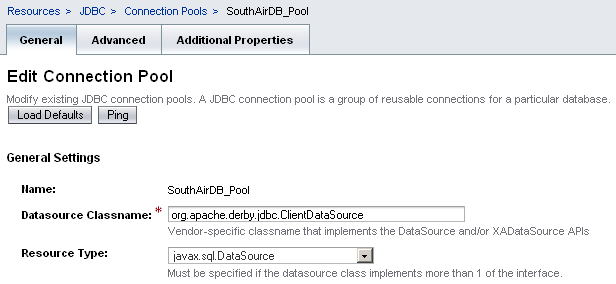 Resources > JDBC > Connection Pools > SouthAirDB_Pool
General Advanced Additional Properties
Edit Connection Pool
Modify existing JDBC connection pools. A JDBC connection pool is a group of reusable connections for a particular database.
Load Defaults Ping
General Settings
Name: SouthAirDB_Pool
Datasource Classname: * org.apache.derby.jdbc.ClientDataSource
Vendor-specific classname that implements the DataSource and/or XADataSource APIs
Resource Type: javax.sql.DataSource
Must be specified if the datasource class implements more than 1 of the interface.